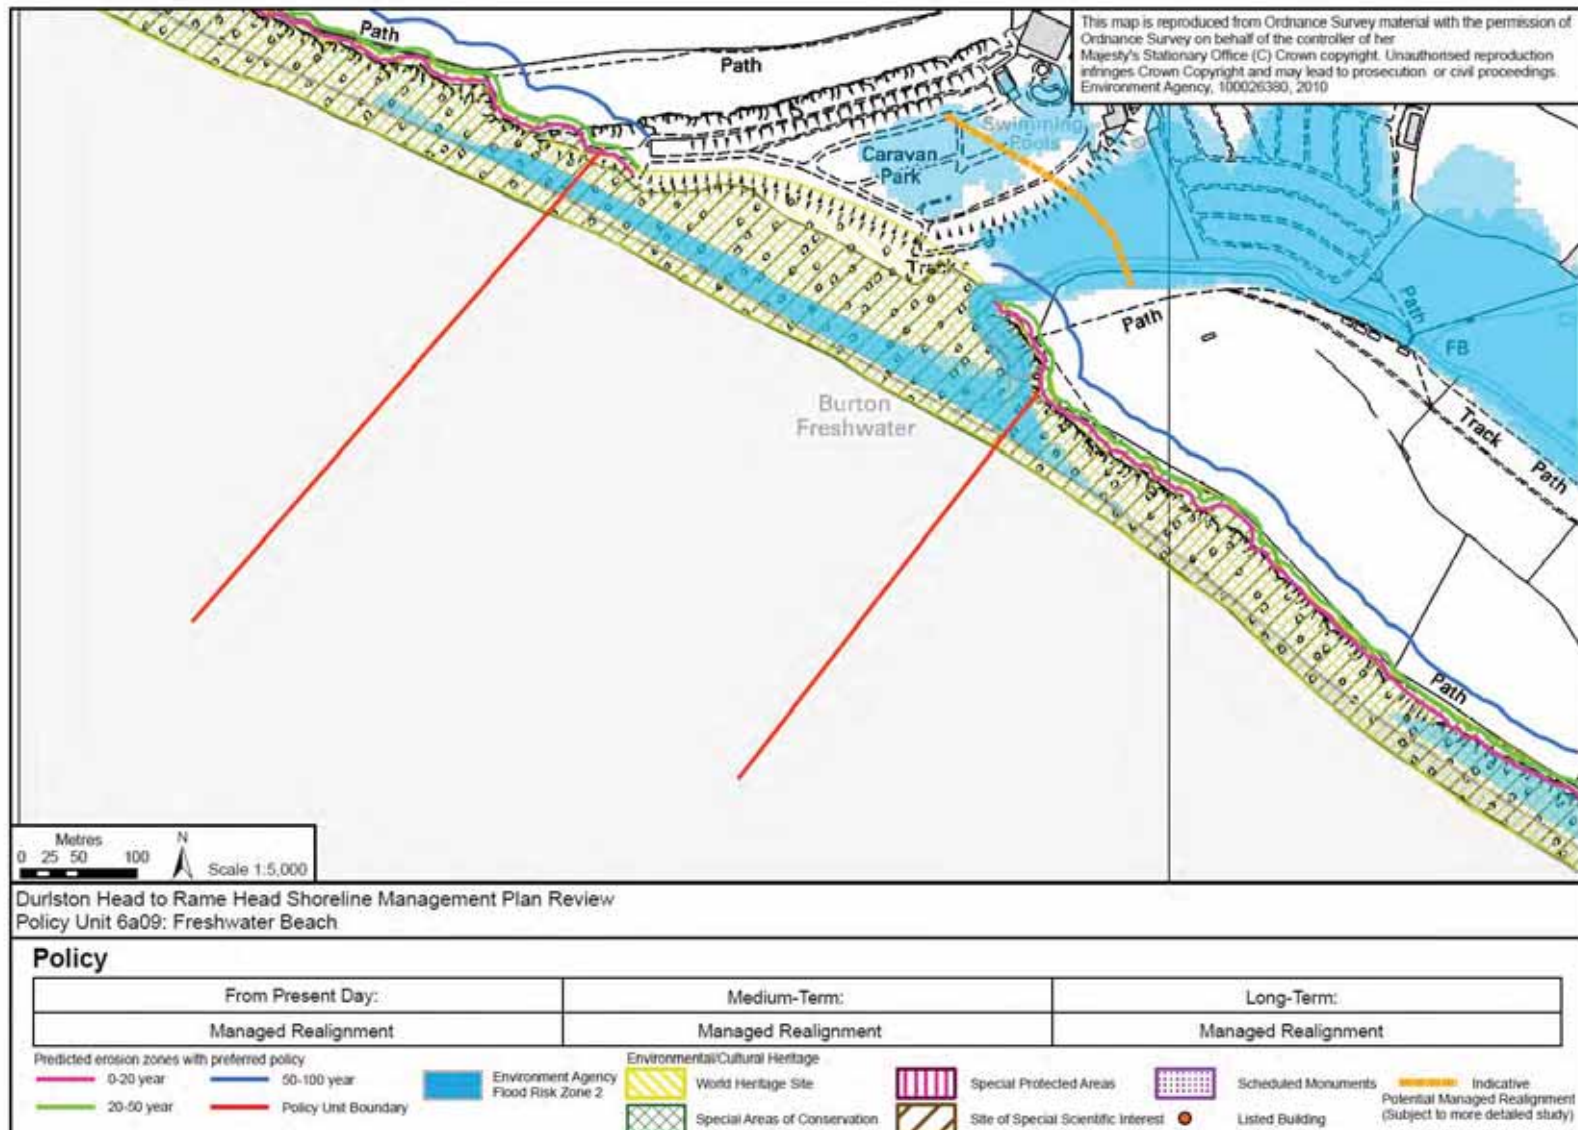 This map is reproduced from Ordnance Survey material with the permission of
Ordnance Survey on behalf of the controller of her
Majesty's Stationary Office (C) Crown copyright. Unauthorised reproduction
infringes Crown Copyright and may lead to prosecution or civil proceedings.
Environment Agency, 100026380, 2010
Path
Path
Swimming
Pools
Caravan
Park
Track
Path
Path
FB
Burton
Freshwater
Track
Path
Path
Metres
0 25 50 100
N
Scale 1:5,000
Durlston Head to Rame Head Shoreline Management Plan Review
Policy Unit 6a09: Freshwater Beach
Policy
From Present Day: Medium-Term: Long-Term:
Managed Realignment Managed Realignment Managed Realignment
Predicted erosion zones with preferred policy
0-20 year
50-100 year
20-50 year
Policy Unit Boundary
Environment Agency
Flood Risk Zone 2
Environmental/Cultural Heritage
World Heritage Site
Special Areas of Conservation
Special Protected Areas
Site of Special Scientific Interest
Scheduled Monuments
Listed Building
Indicative
Potential Managed Realignment
(Subject to more detailed study)